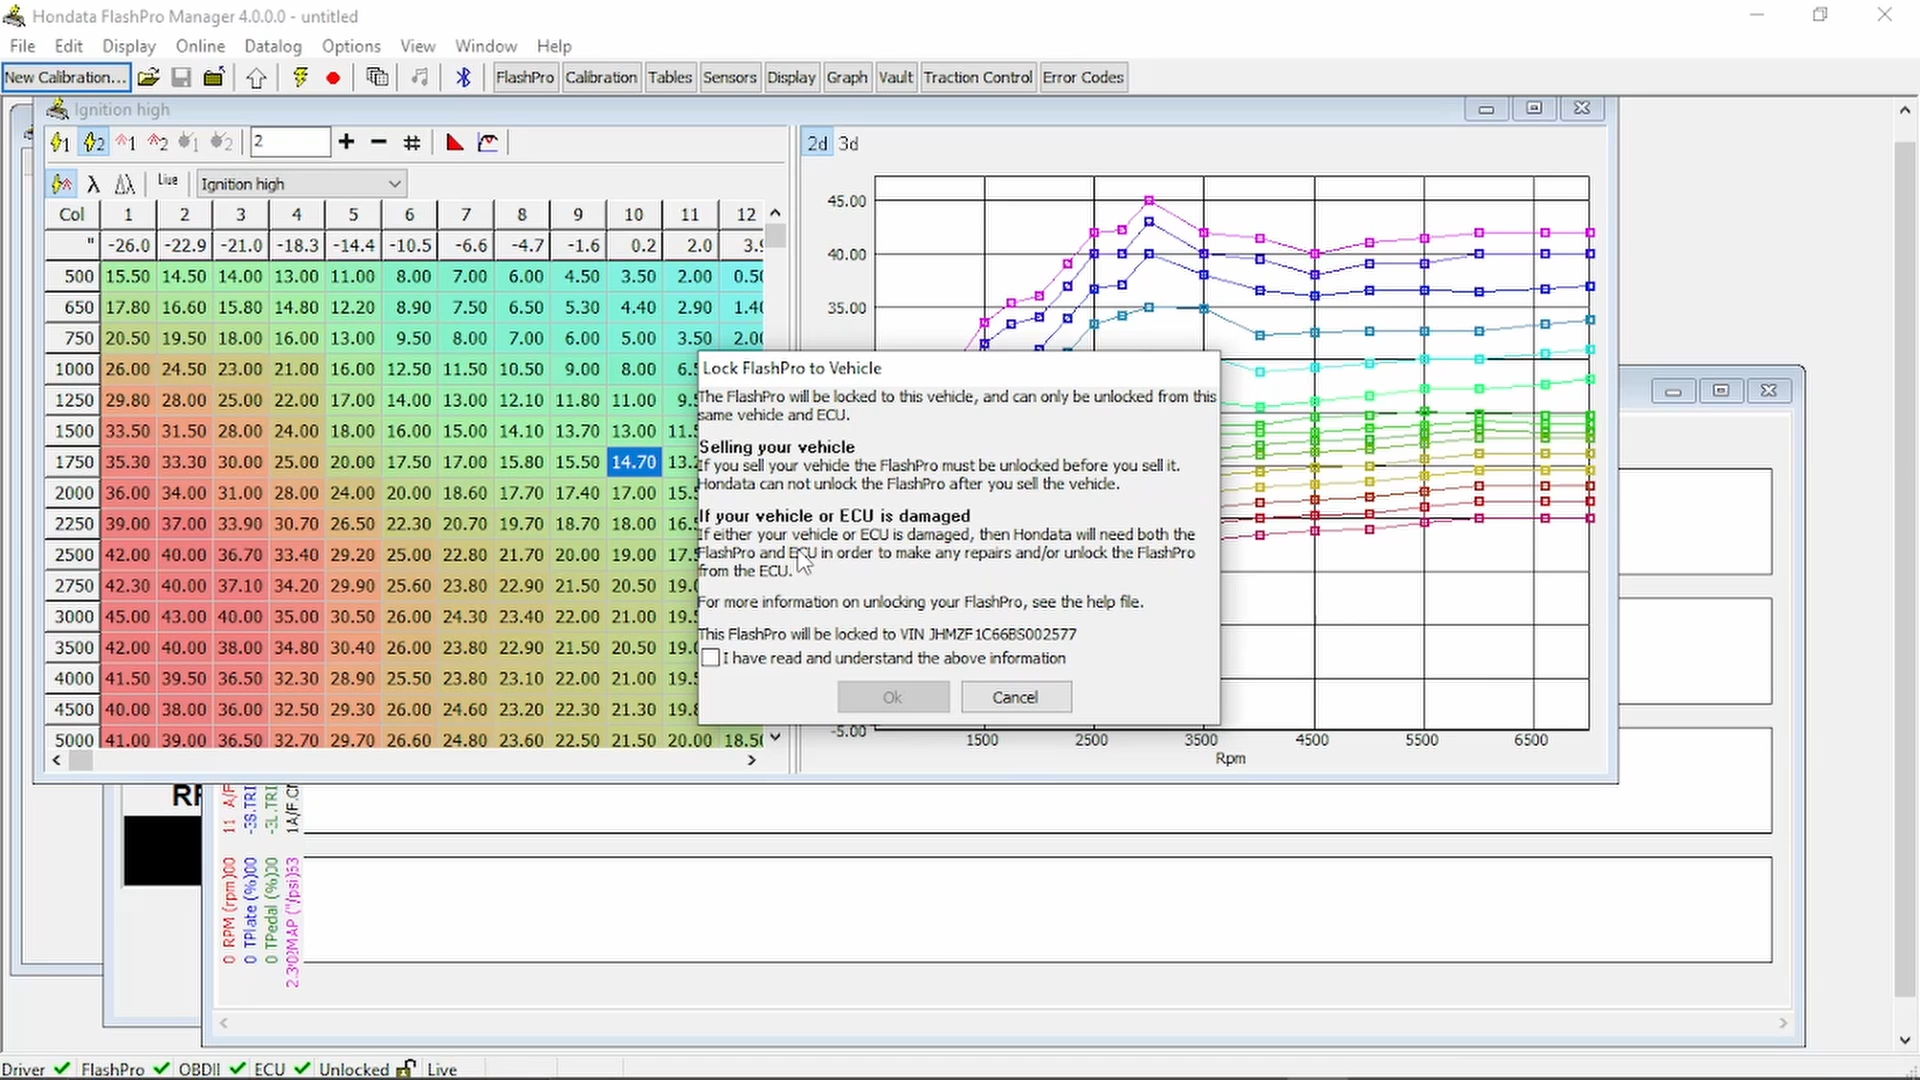 Hondata FlashPro Manager 4.0.0.0 - untitled
File Edit Display Online Datalog Options View Window Help
New Calibration... FlashPro Calibration Tables Sensors Display Graph Vault Traction Control Error Codes
Ignition high
1 2 1 2 1 2 2
2d 3d
λ Live Ignition high
Col 1 2 3 4 5 6 7 8 9 10 11 12
" -26.0 -22.9 -21.0 -18.3 -14.4 -10.5 -6.6 -4.7 -1.6 0.2 2.0
500 15.50 14.50 14.00 13.00 11.00 8.00 7.00 6.00 4.50 3.50 2.00
650 17.80 16.60 15.80 14.80 12.20 8.90 7.50 6.50 5.30 4.40 2.90
750 20.50 19.50 18.00 16.00 13.00 9.50 8.00 7.00 6.00 5.00 3.50
1000 26.00 24.50 23.00 21.00 16.00 12.50 11.50 10.50 9.00 8.00
1250 29.80 28.00 25.00 22.00 17.00 14.00 13.00 12.10 11.80 11.00
1500 33.50 31.50 28.00 24.00 18.00 16.00 15.00 14.10 13.70 13.00
1750 35.30 33.30 30.00 25.00 20.00 17.50 17.00 15.80 15.50 14.70
2000 36.00 34.00 31.00 28.00 24.00 20.00 18.60 17.70 17.40 17.00
2250 39.00 37.00 33.90 30.70 26.50 22.30 20.70 19.70 18.70 18.00
2500 42.00 40.00 36.70 33.40 29.20 25.00 22.80 21.70 20.00 19.00
2750 42.30 40.00 37.10 34.20 29.90 25.60 23.80 22.90 21.50 20.50
3000 45.00 43.00 40.00 35.00 30.50 26.00 24.30 23.40 22.00 21.00
3500 42.00 40.00 38.00 34.80 30.40 26.00 23.80 22.90 21.50 20.50
4000 41.50 39.50 36.50 32.30 28.90 25.50 23.80 23.10 22.00 21.00
4500 40.00 38.00 36.00 32.50 29.30 26.00 24.60 23.20 22.30 21.30
5000 41.00 39.00 36.50 32.70 29.70 26.60 24.80 23.60 22.50 21.50 20.00
45.00
40.00
35.00
-5.00
1500 2500 3500 4500 5500 6500
Rpm
Lock FlashPro to Vehicle
The FlashPro will be locked to this vehicle, and can only be unlocked from this
same vehicle and ECU.
Selling your vehicle
If you sell your vehicle the FlashPro must be unlocked before you sell it.
Hondata can not unlock the FlashPro after you sell the vehicle.
If your vehicle or ECU is damaged
If either your vehicle or ECU is damaged, then Hondata will need both the
FlashPro and ECU in order to make any repairs and/or unlock the FlashPro
from the ECU.
For more information on unlocking your FlashPro, see the help file.
This FlashPro will be locked to VIN JHMZF1C66BS002577
I have read and understand the above information
Ok Cancel
0 RPM (rpm)00
0 TPlate (%)00
0 TPedal (%)00
Driver FlashPro OBDII ECU Unlocked Live